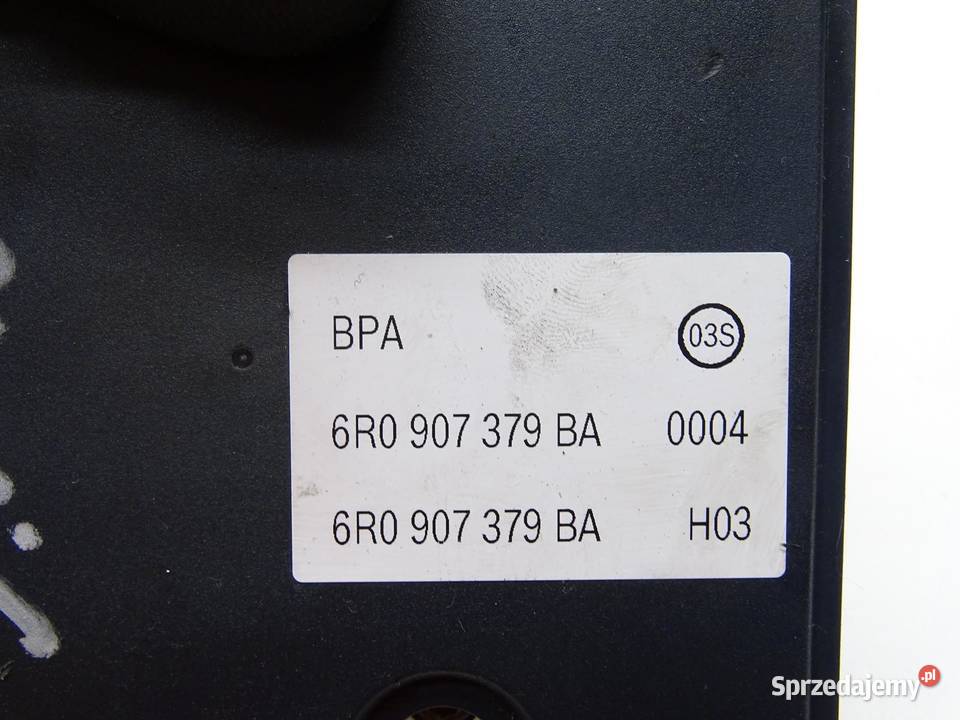 BPA 03S
6R0 907 379 BA 0004
6R0 907 379 BA H03
Sprzedajemy.pl